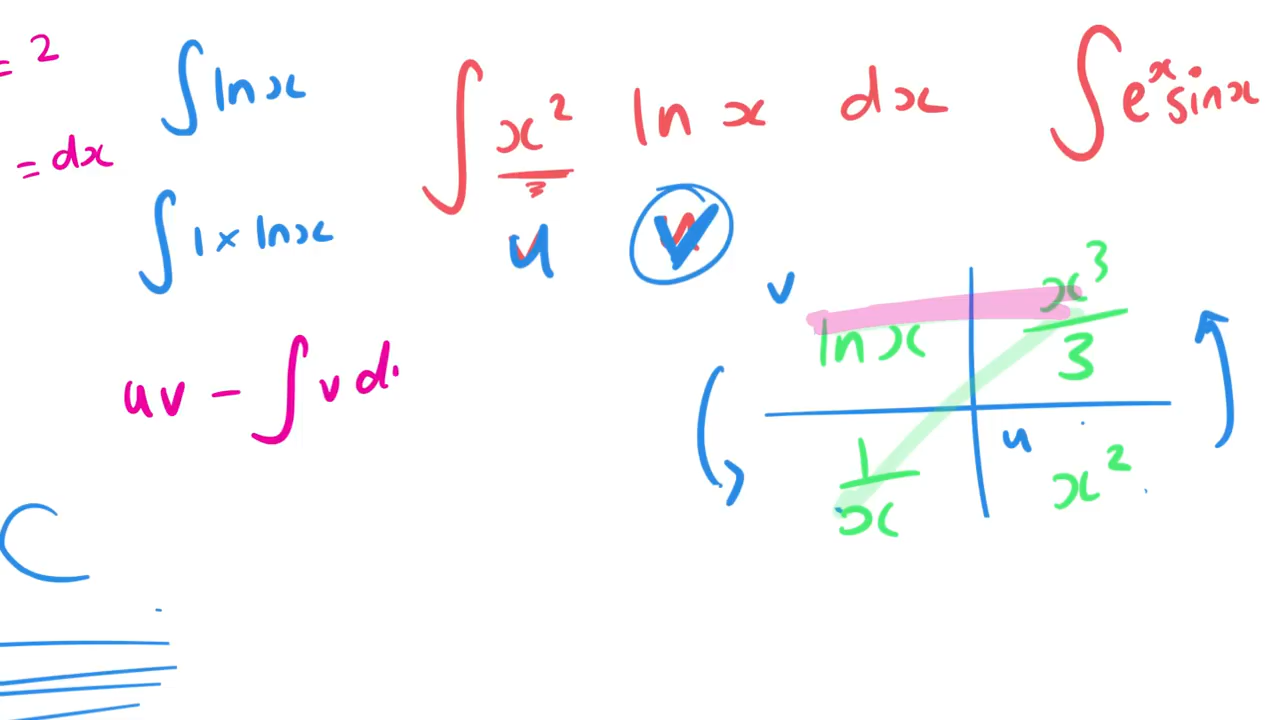 = 2
= dx
∫ ln x
∫ 1 × ln x
uv − ∫ v d
∫ x² ln x dx
u v
∫ eˣ sin x
v
ln x x³/3
u
1/x x²
C